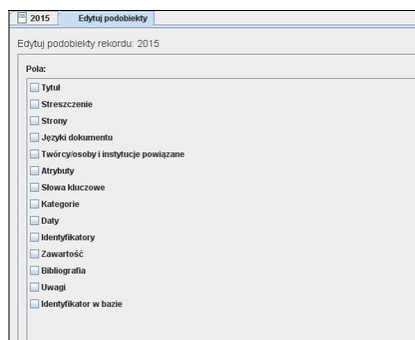 2015 Edytuj podobiekty
Edytuj podobiekty rekordu: 2015
Pola:
Tytuł
Streszczenie
Strony
Języki dokumentu
Twórcy/osoby i instytucje powiązane
Atrybuty
Słowa kluczowe
Kategorie
Daty
Identyfikatory
Zawartość
Bibliografia
Uwagi
Identyfikator w bazie